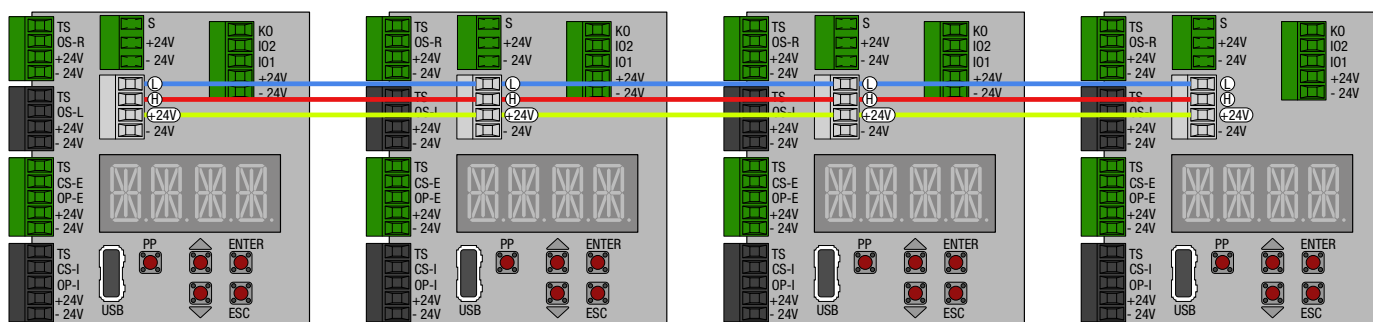 TS
OS-R
+24V
- 24V
TS
OS-L
+24V
- 24V
TS
CS-E
OP-E
+24V
- 24V
TS
CS-I
OP-I
+24V
- 24V
S
+24V
- 24V
KO
IO2
IO1
+24V
- 24V
L
H
+24V
- 24V
PP
ENTER
USB
ESC
TS
OS-R
+24V
- 24V
TS
OS-L
+24V
- 24V
TS
CS-E
OP-E
+24V
- 24V
TS
CS-I
OP-I
+24V
- 24V
S
+24V
- 24V
KO
IO2
IO1
+24V
- 24V
L
H
+24V
- 24V
PP
ENTER
USB
ESC
TS
OS-R
+24V
- 24V
TS
OS-L
+24V
- 24V
TS
CS-E
OP-E
+24V
- 24V
TS
CS-I
OP-I
+24V
- 24V
S
+24V
- 24V
KO
IO2
IO1
+24V
- 24V
L
H
+24V
- 24V
PP
ENTER
USB
ESC
TS
OS-R
+24V
- 24V
TS
OS-L
+24V
- 24V
TS
CS-E
OP-E
+24V
- 24V
TS
CS-I
OP-I
+24V
- 24V
S
+24V
- 24V
KO
IO2
IO1
+24V
- 24V
L
H
+24V
- 24V
PP
ENTER
USB
ESC